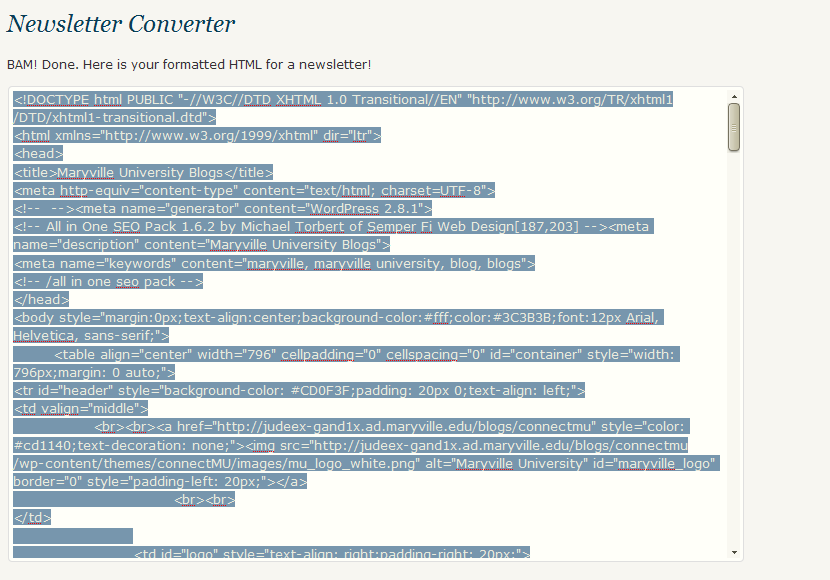 Newsletter Converter
BAM! Done. Here is your formatted HTML for a newsletter!
<!DOCTYPE html PUBLIC "-//W3C//DTD XHTML 1.0 Transitional//EN" "http://www.w3.org/TR/xhtml1
/DTD/xhtml1-transitional.dtd">
<html xmlns="http://www.w3.org/1999/xhtml" dir="ltr">
<head>
<title>Maryville University Blogs</title>
<meta http-equiv="content-type" content="text/html; charset=UTF-8">
<!--  --><meta name="generator" content="WordPress 2.8.1">
<!-- All in One SEO Pack 1.6.2 by Michael Torbert of Semper Fi Web Design[187,203] --><meta
name="description" content="Maryville University Blogs">
<meta name="keywords" content="maryville, maryville university, blog, blogs">
<!-- /all in one seo pack -->
</head>
<body style="margin:0px;text-align:center;background-color:#fff;color:#3C3B3B;font:12px Arial,
Helvetica, sans-serif;">
<table align="center" width="796" cellpadding="0" cellspacing="0" id="container" style="width:
796px;margin: 0 auto;">
<tr id="header" style="background-color: #CD0F3F;padding: 20px 0;text-align: left;">
<td valign="middle">
<br><br><a href="http://judeex-gand1x.ad.maryville.edu/blogs/connectmu" style="color:
#cd1140;text-decoration: none;"><img src="http://judeex-gand1x.ad.maryville.edu/blogs/connectmu
/wp-content/themes/connectMU/images/mu_logo_white.png" alt="Maryville University" id="maryville_logo"
border="0" style="padding-left: 20px;"></a>
<br><br>
</td>
<td id="logo" style="text-align: right;padding-right: 20px;">